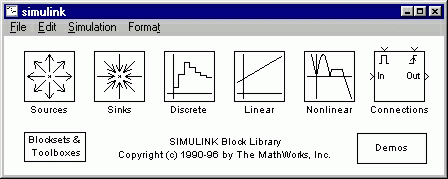 simulink
File Edit Simulation Format
In Out
Sources Sinks Discrete Linear Nonlinear Connections
Blocksets &
Toolboxes
SIMULINK Block Library
Copyright (c) 1990-96 by The MathWorks, Inc.
Demos